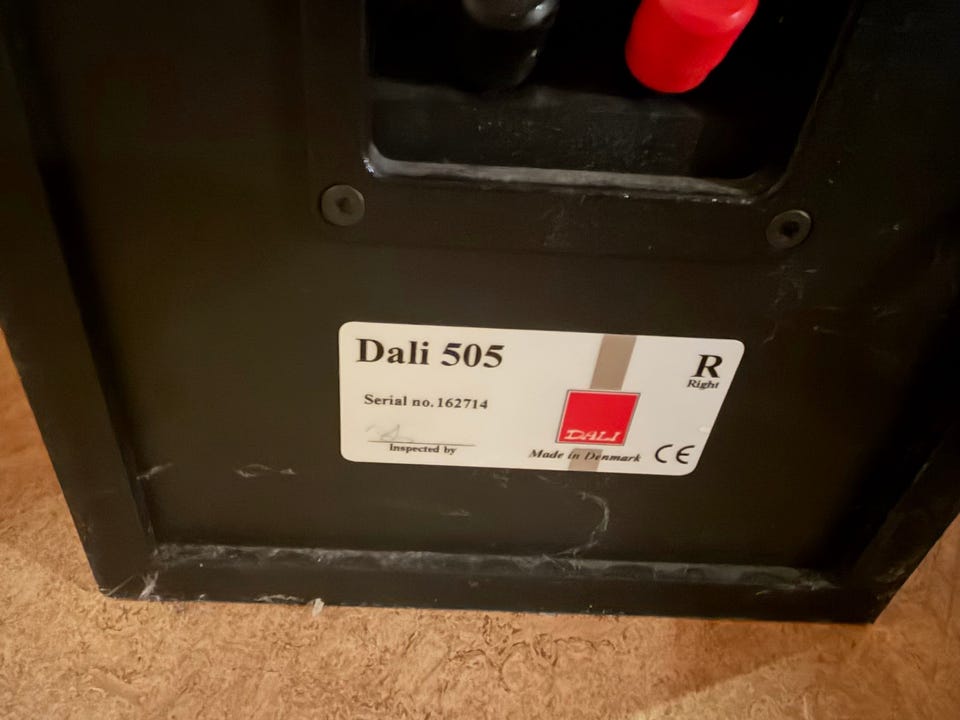 Dali 505
R
Right
Serial no. 162714
Inspected by
DALI
Made in Denmark CE